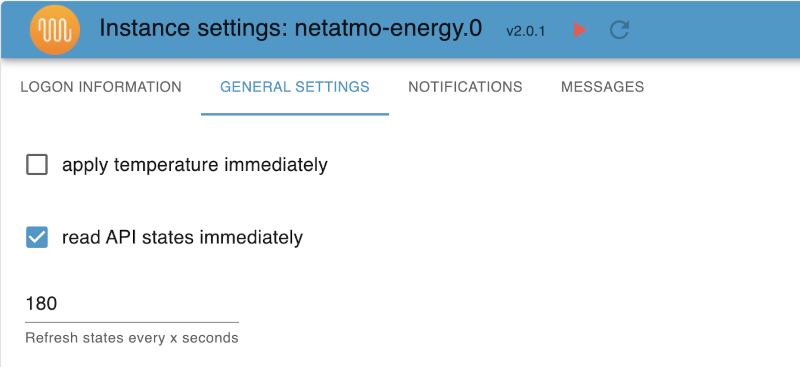 Instance settings: netatmo-energy.0 v2.0.1
LOGON INFORMATION GENERAL SETTINGS NOTIFICATIONS MESSAGES
apply temperature immediately
read API states immediately
180
Refresh states every x seconds